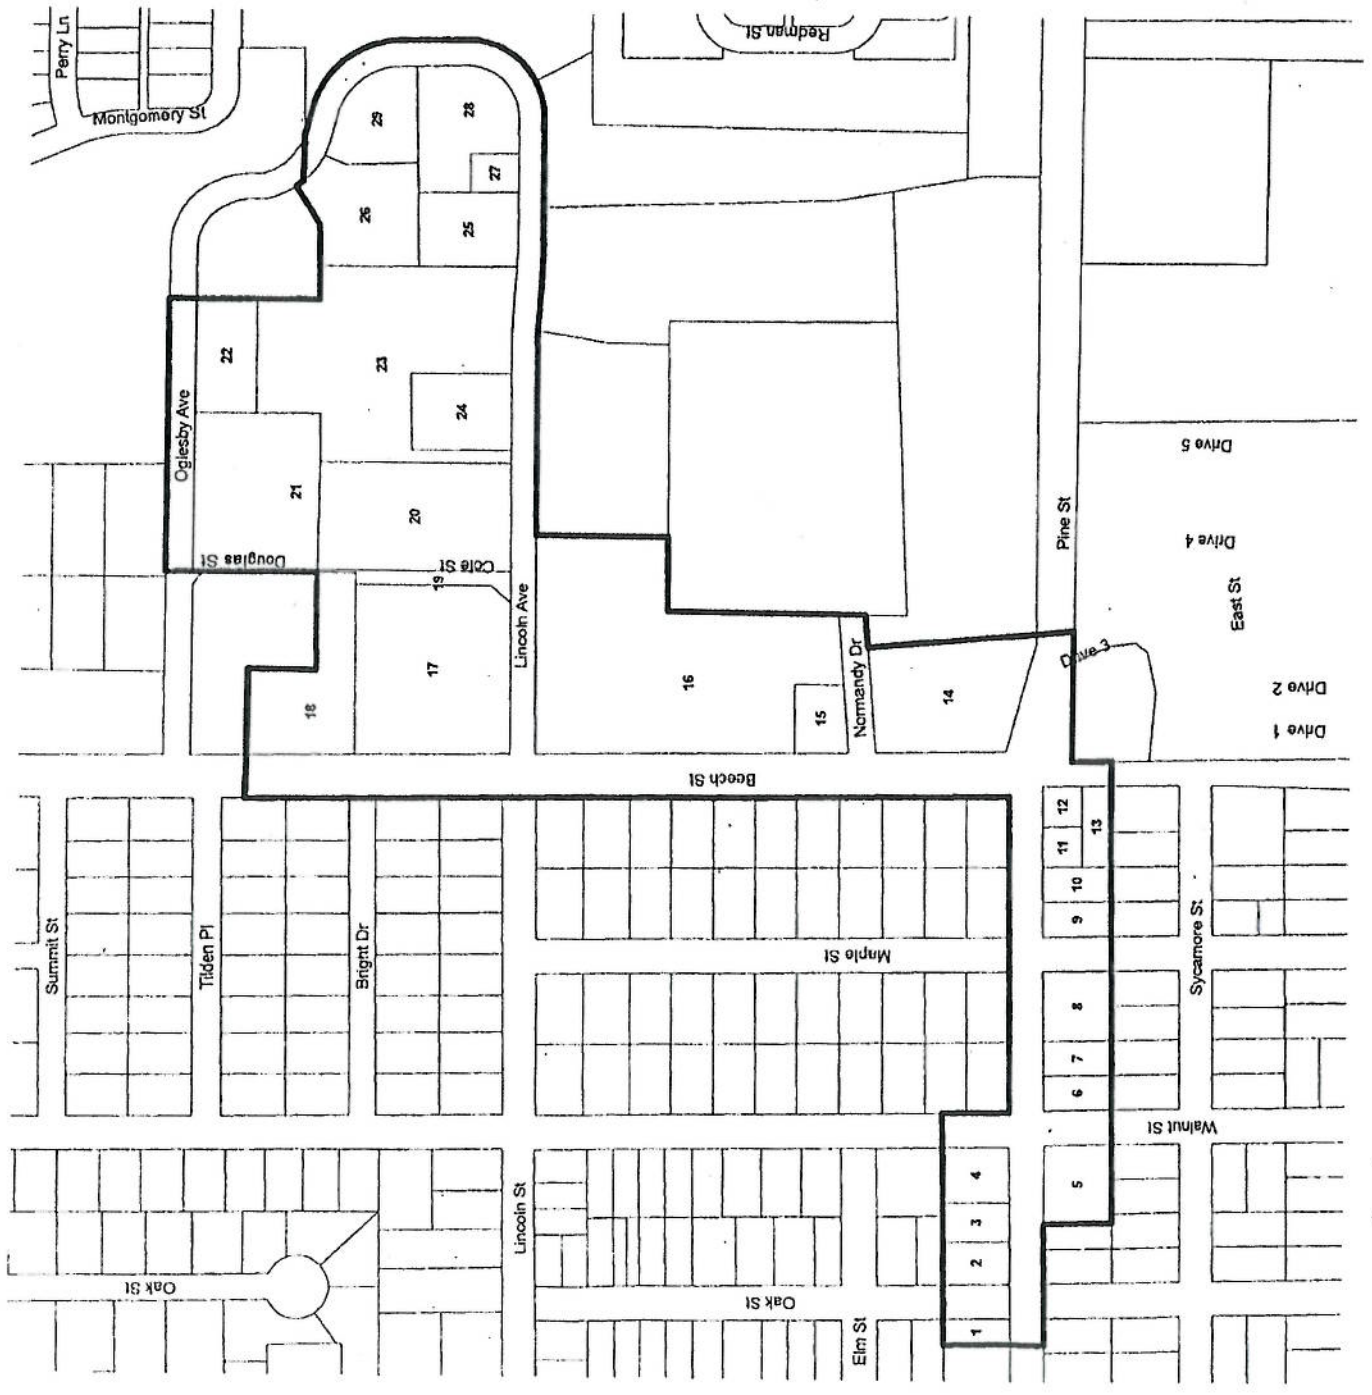 Perry Ln
Redman St
Montgomery St
29
28
27
26
25
22
23
24
Oglesby Ave
21
20
Drive 5
Pine St
Drive 4
Douglas St
Cole St
19
East St
Lincoln Ave
17
16
Drive 3
Normandy Dr
14
18
15
Drive 2
Drive 1
Beech St
12
13
11
10
9
Summit St
Tilden Pl
Bright Dr
Maple St
Sycamore St
8
7
6
Walnut St
4
5
3
Lincoln St
2
Oak St
Oak St
1
Elm St